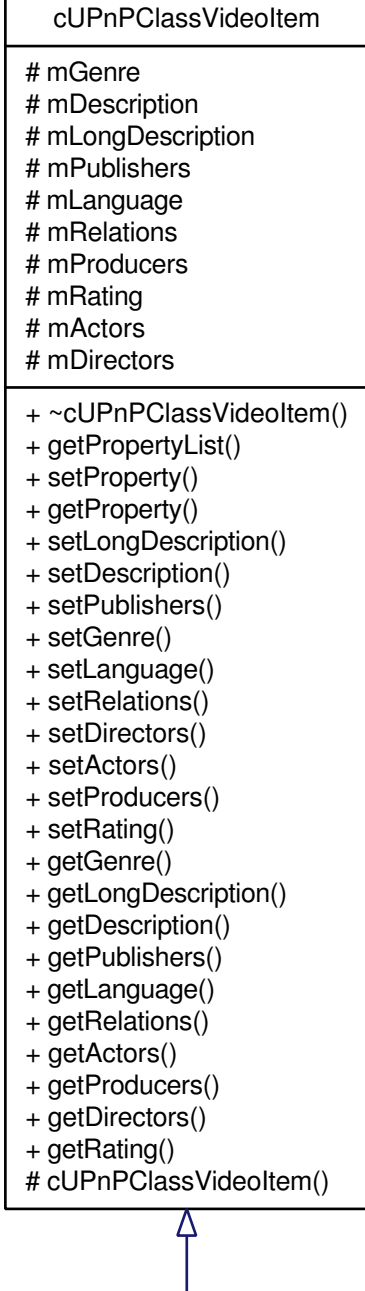 cUPnPClassVideoItem
# mGenre
# mDescription
# mLongDescription
# mPublishers
# mLanguage
# mRelations
# mProducers
# mRating
# mActors
# mDirectors
+ ~cUPnPClassVideoItem()
+ getPropertyList()
+ setProperty()
+ getProperty()
+ setLongDescription()
+ setDescription()
+ setPublishers()
+ setGenre()
+ setLanguage()
+ setRelations()
+ setDirectors()
+ setActors()
+ setProducers()
+ setRating()
+ getGenre()
+ getLongDescription()
+ getDescription()
+ getPublishers()
+ getLanguage()
+ getRelations()
+ getActors()
+ getProducers()
+ getDirectors()
+ getRating()
# cUPnPClassVideoItem()